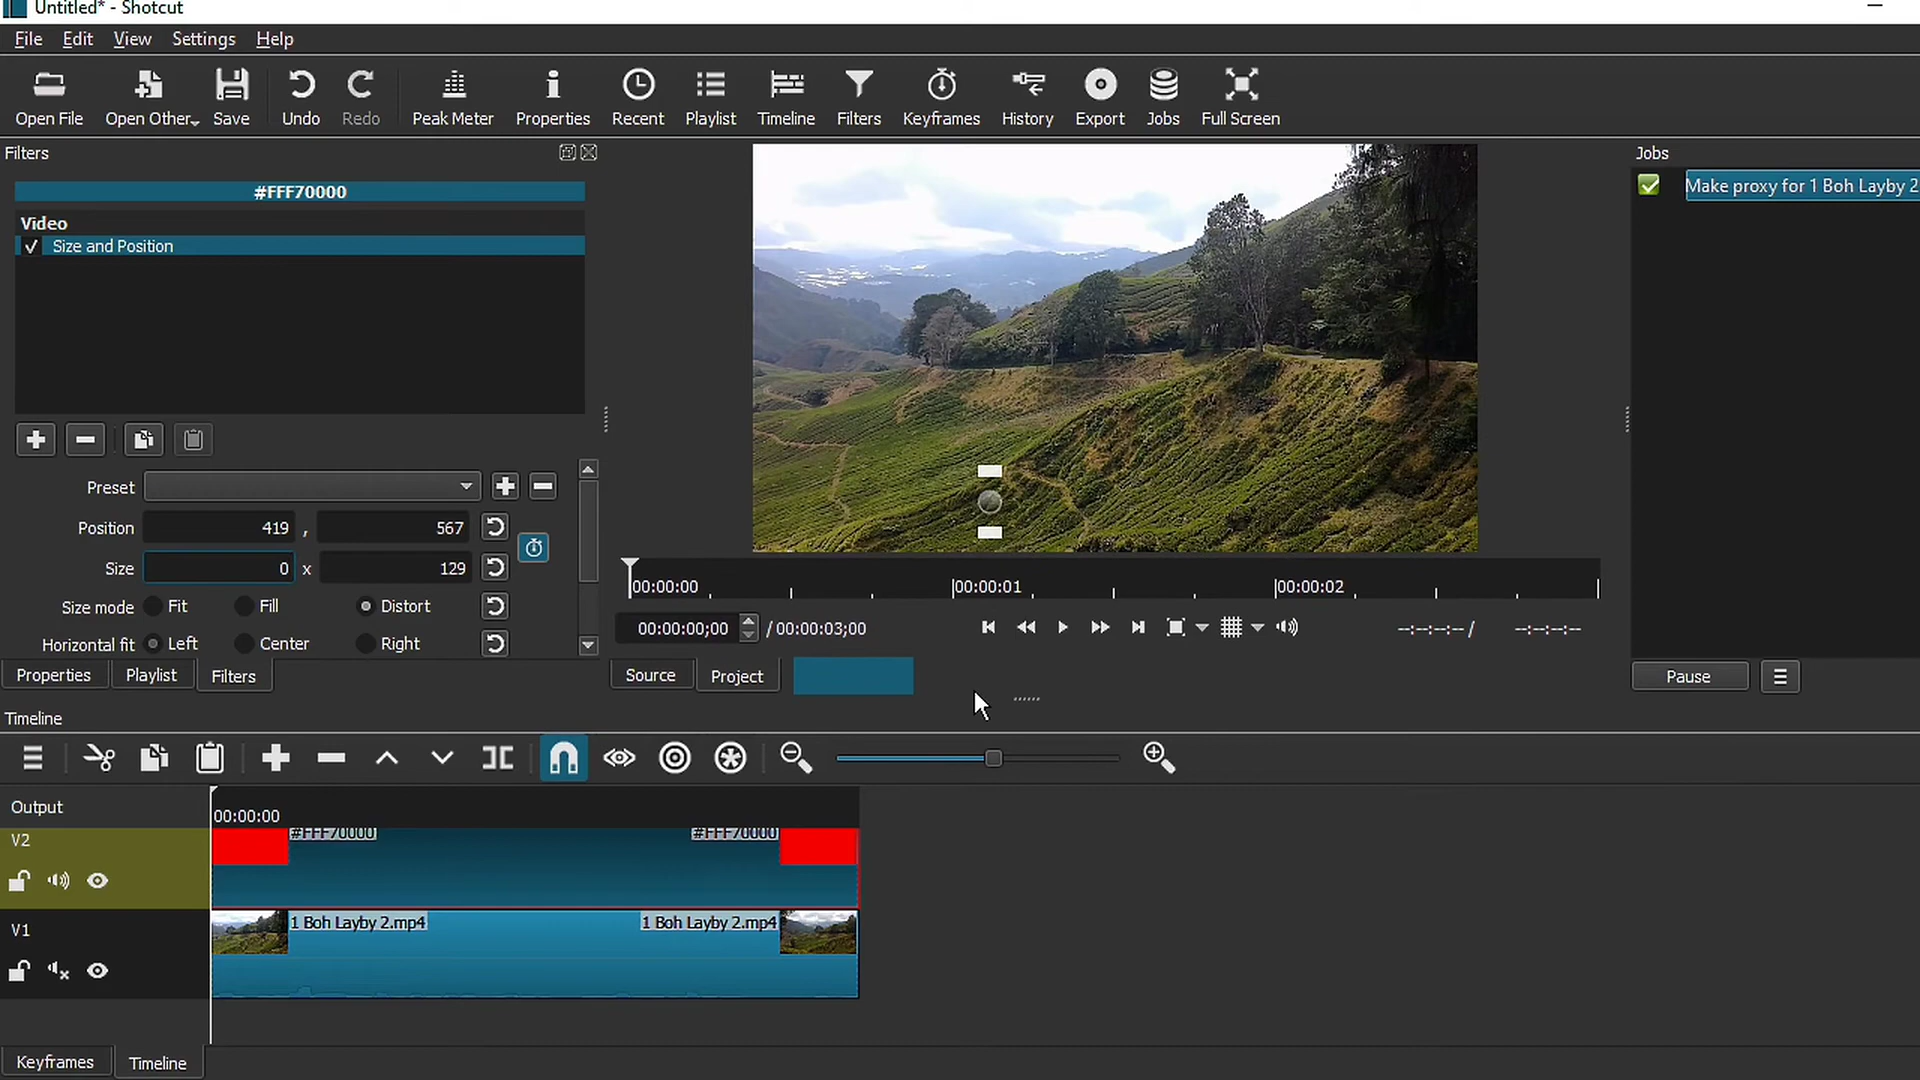 Untitled* - Shotcut
File Edit View Settings Help
Open File Open Other... Save Undo Redo Peak Meter Properties Recent Playlist Timeline Filters Keyframes History Export Jobs Full Screen
Filters
Jobs
#FFF70000
Make proxy for 1 Boh Layby 2
Video
Size and Position
Preset
Position 419 , 567
Size 0 x 129
Size mode Fit Fill Distort
Horizontal fit Left Center Right
00:00:00 00:00:01 00:00:02
00:00:00;00 / 00:00:03;00
--:--:--:-- / --:--:--:--
Properties Playlist Filters
Source Project
Pause
Timeline
Output
00:00:00
V2
#FFF70000 #FFF70000
V1
1 Boh Layby 2.mp4 1 Boh Layby 2.mp4
Keyframes Timeline